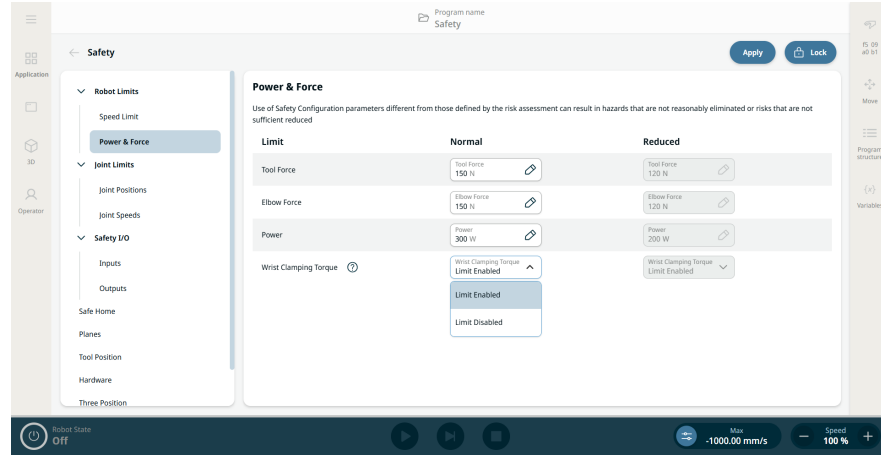 Program name
Safety
Safety
Apply
Lock
f5 09
a0 b1
Application
Move
3D
Program
structure
Operator
{x}
Variables
Robot Limits
Speed Limit
Power & Force
Joint Limits
Joint Positions
Joint Speeds
Safety I/O
Inputs
Outputs
Safe Home
Planes
Tool Position
Hardware
Three Position
Power & Force
Use of Safety Configuration parameters different from those defined by the risk assessment can result in hazards that are not reasonably eliminated or risks that are not
sufficient reduced
Limit Normal Reduced
Tool Force
Tool Force
150 N
Tool Force
120 N
Elbow Force
Elbow Force
150 N
Elbow Force
120 N
Power
Power
300 W
Power
200 W
Wrist Clamping Torque ?
Wrist Clamping Torque
Limit Enabled
Wrist Clamping Torque
Limit Enabled
Limit Enabled
Limit Disabled
Robot State
Off
Max
-1000.00 mm/s
Speed
100 %